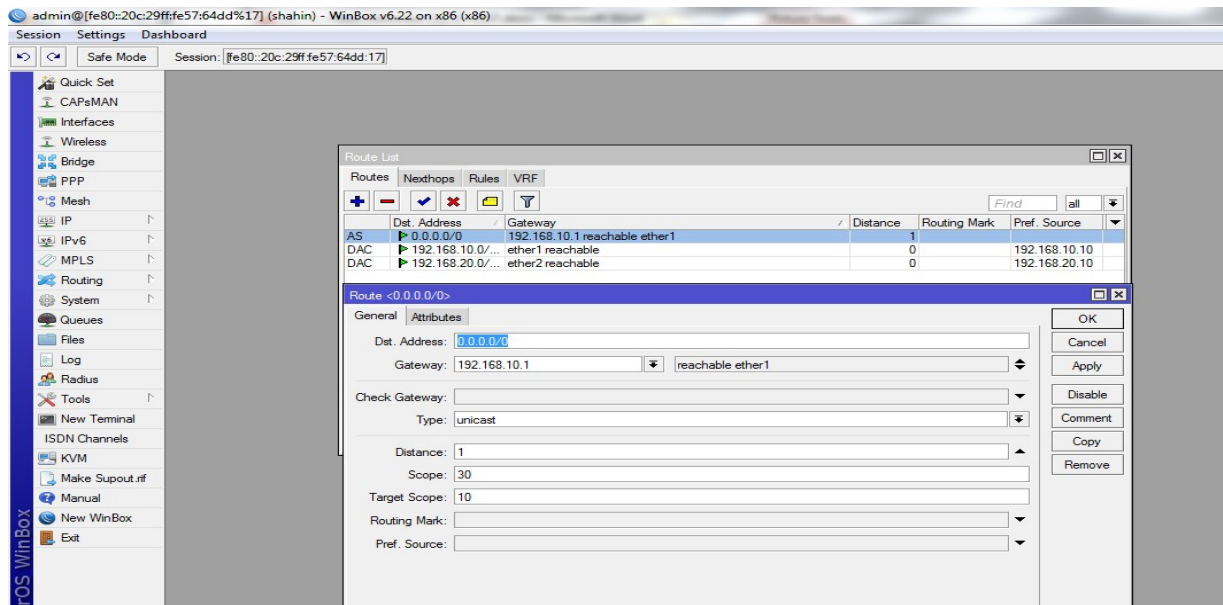 admin@[fe80::20c:29ff:fe57:64dd%17] (shahin) - WinBox v6.22 on x86 (x86)
Session Settings Dashboard
Safe Mode Session: [fe80::20c:29ff:fe57:64dd:17]
Quick Set
CAPsMAN
Interfaces
Wireless
Bridge
PPP
Mesh
IP
IPv6
MPLS
Routing
System
Queues
Files
Log
Radius
Tools
New Terminal
ISDN Channels
KVM
Make Supout.rif
Manual
New WinBox
Exit
rOS WinBox
Route List
Routes Nexthops Rules VRF
Find all
Dst. Address Gateway Distance Routing Mark Pref. Source
AS 0.0.0.0/0 192.168.10.1 reachable ether1 1
DAC 192.168.10.0/... ether1 reachable 0 192.168.10.10
DAC 192.168.20.0/... ether2 reachable 0 192.168.20.10
Route <0.0.0.0/0>
General Attributes
Dst. Address: 0.0.0.0/0
Gateway: 192.168.10.1 reachable ether1
Check Gateway:
Type: unicast
Distance: 1
Scope: 30
Target Scope: 10
Routing Mark:
Pref. Source:
OK
Cancel
Apply
Disable
Comment
Copy
Remove